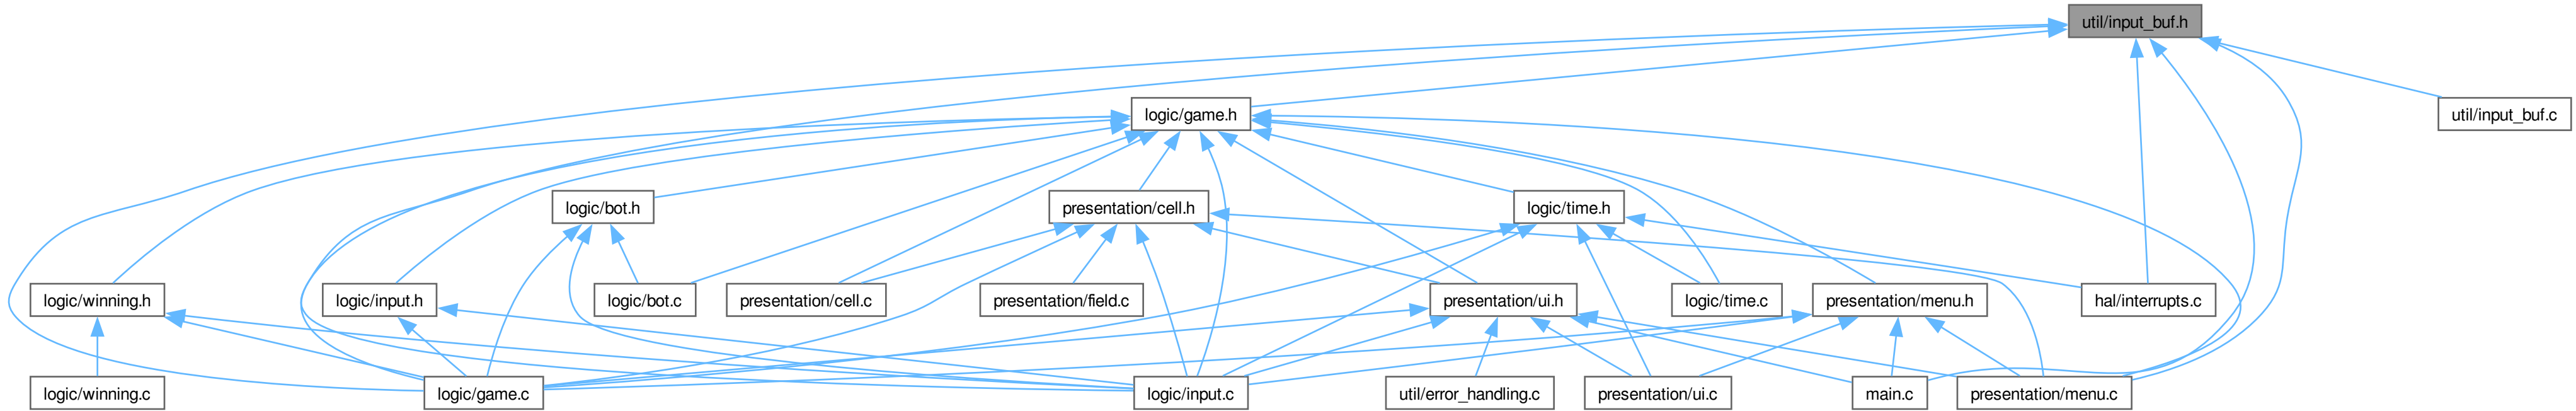 util/input_buf.h
logic/game.h
util/input_buf.c
logic/bot.h
presentation/cell.h
logic/time.h
logic/winning.h
logic/input.h
logic/bot.c
presentation/cell.c
presentation/field.c
presentation/ui.h
logic/time.c
presentation/menu.h
hal/interrupts.c
logic/winning.c
logic/game.c
logic/input.c
util/error_handling.c
presentation/ui.c
main.c
presentation/menu.c